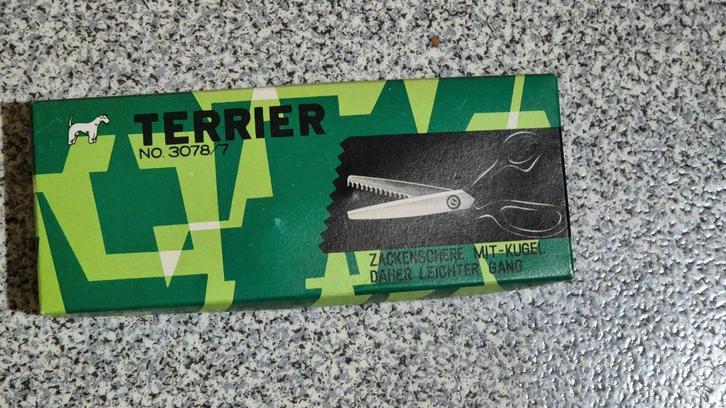 TERRIER
NO. 3078/7
ZACKENSCHERE MIT-KUGEL
DAHER LEICHTER GANG